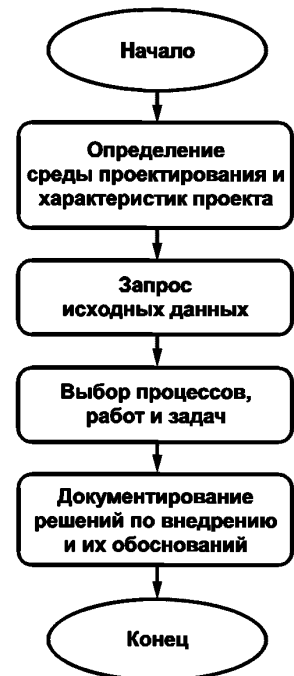 Начало
Определение
среды проектирования и
характеристик проекта
Запрос
исходных данных
Выбор процессов,
работ и задач
Документирование
решений по внедрению
и их обоснований
Конец